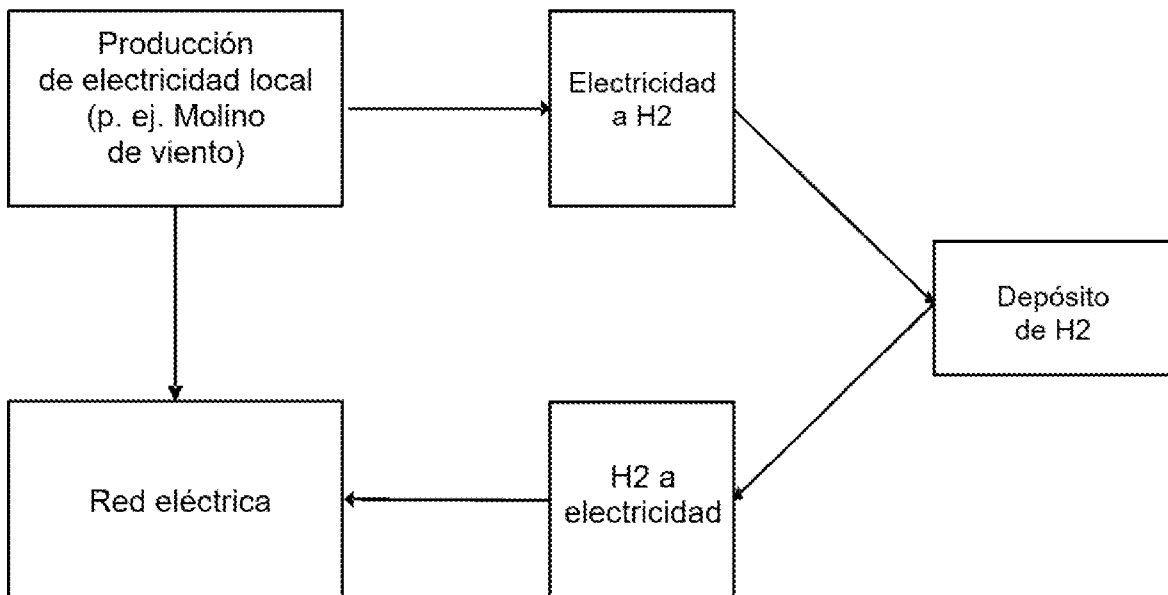 Producción
de electricidad local
(p. ej. Molino
de viento)
Electricidad
a H2
Depósito
de H2
Red eléctrica
H2 a
electricidad